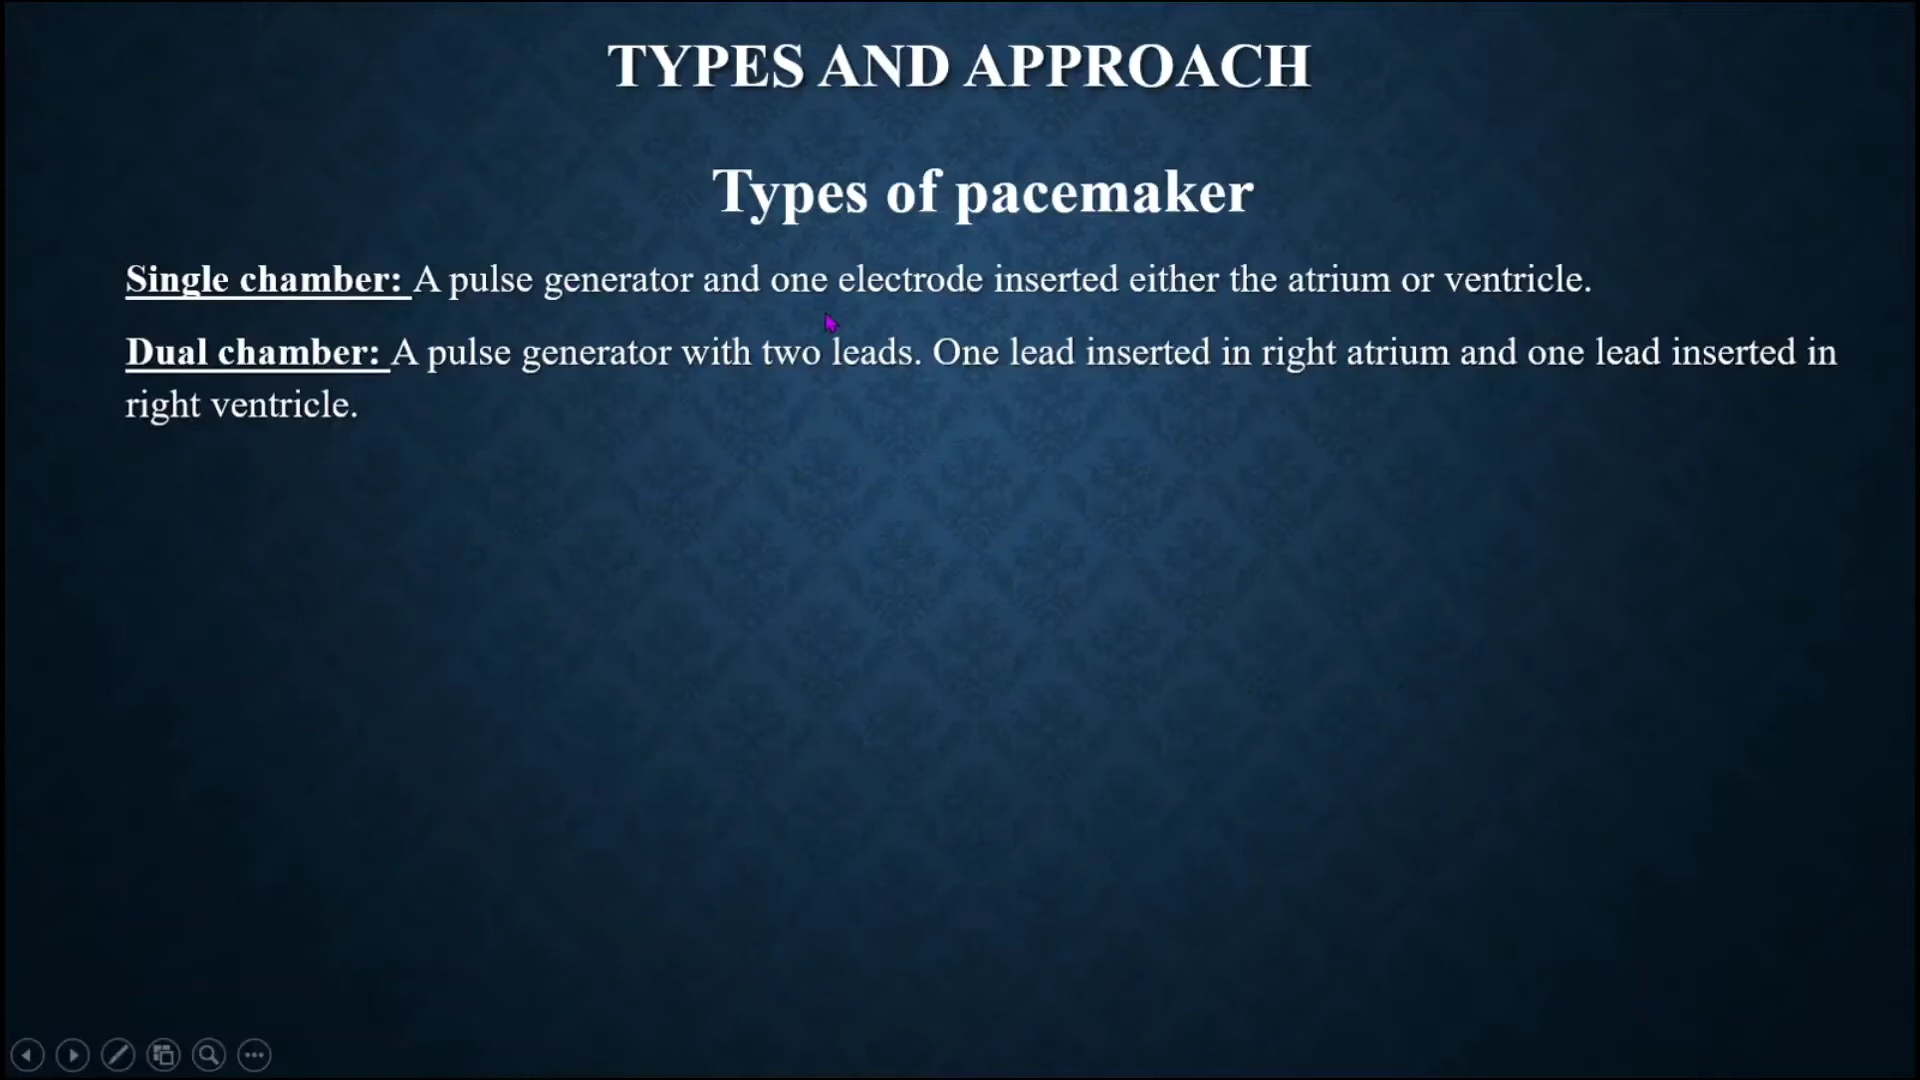 TYPES AND APPROACH
Types of pacemaker
Single chamber: A pulse generator and one electrode inserted either the atrium or ventricle.
Dual chamber: A pulse generator with two leads. One lead inserted in right atrium and one lead inserted in
right ventricle.